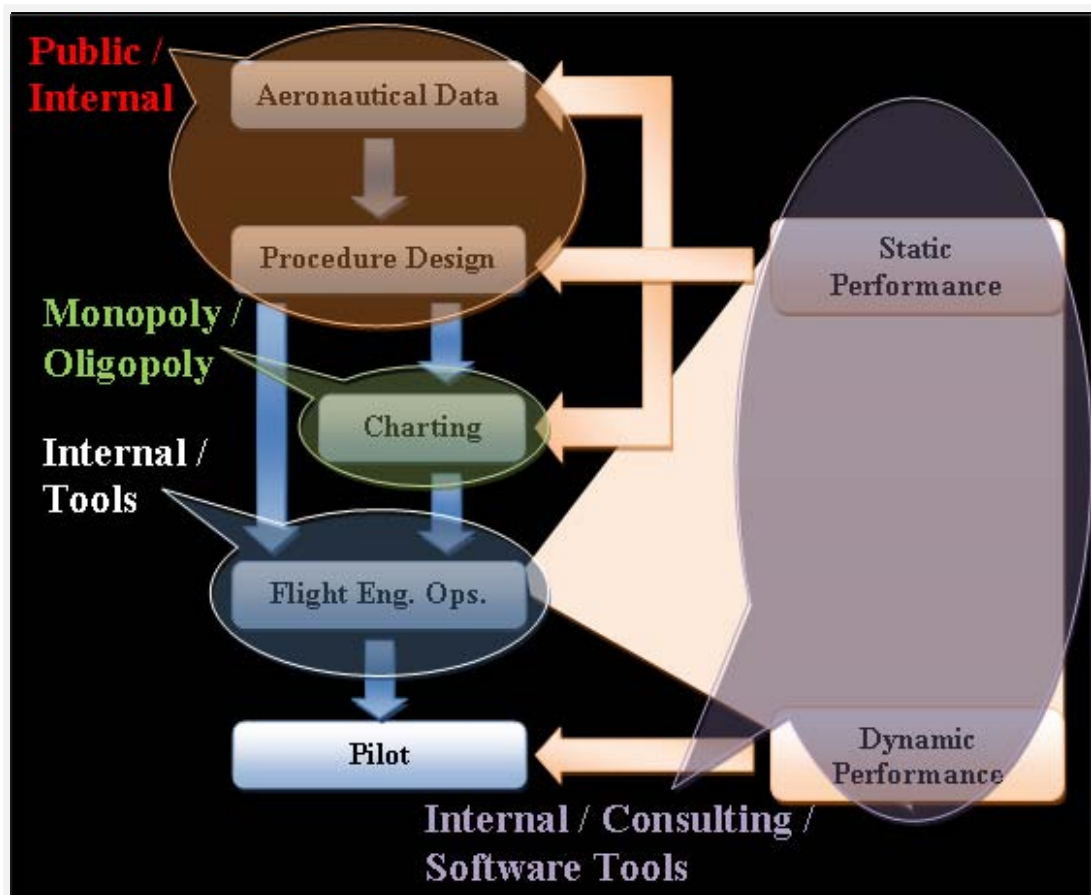 Public /
Internal
Aeronautical Data
Procedure Design
Static
Performance
Monopoly /
Oligopoly
Charting
Internal /
Tools
Flight Eng. Ops.
Pilot
Dynamic
Performance
Internal / Consulting /
Software Tools